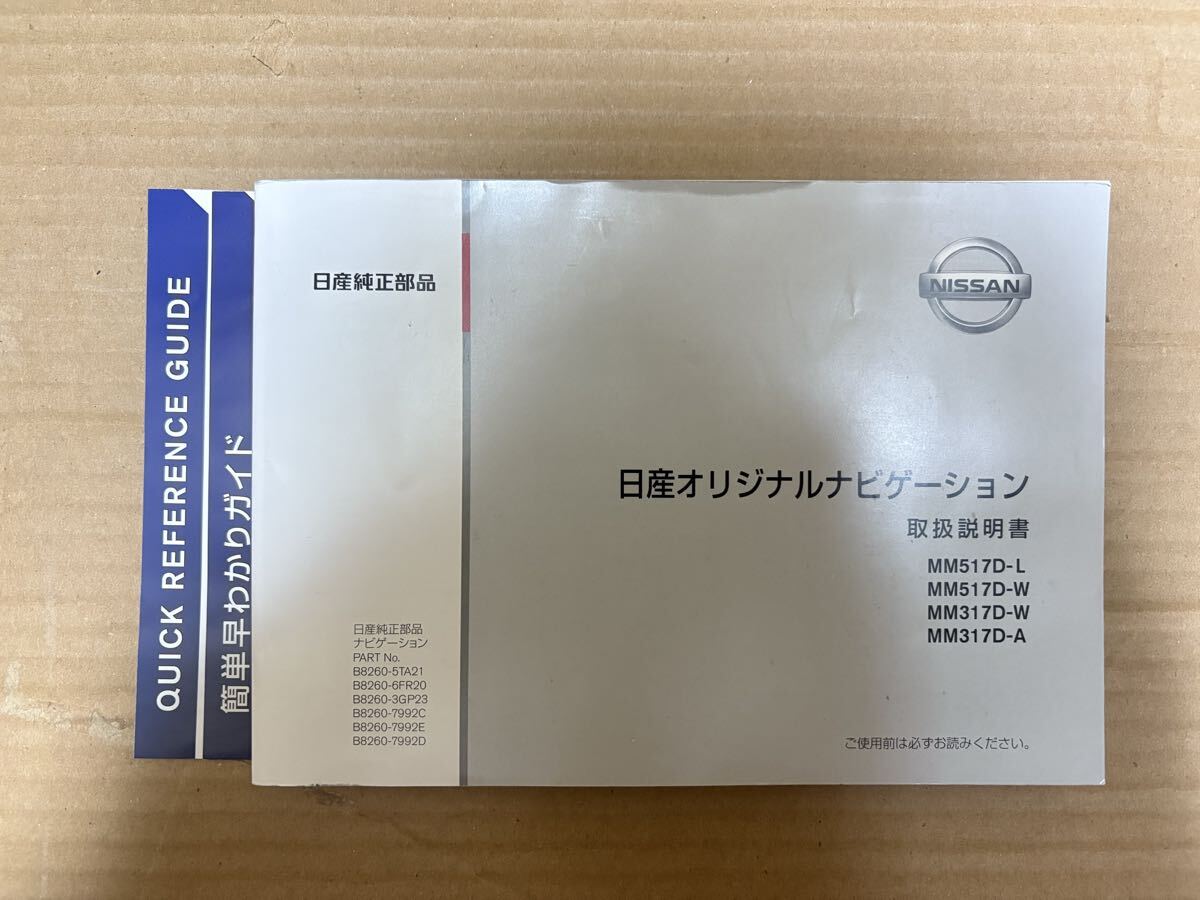 QUICK REFERENCE GUIDE
簡単早わかりガイド
日産純正部品
日産純正部品
ナビゲーション
PART No.
B8260-5TA21
B8260-6FR20
B8260-3GP23
B8260-7992C
B8260-7992E
B8260-7992D
NISSAN
日産オリジナルナビゲーション
取扱説明書
MM517D-L
MM517D-W
MM317D-W
MM317D-A
ご使用前は必ずお読みください。